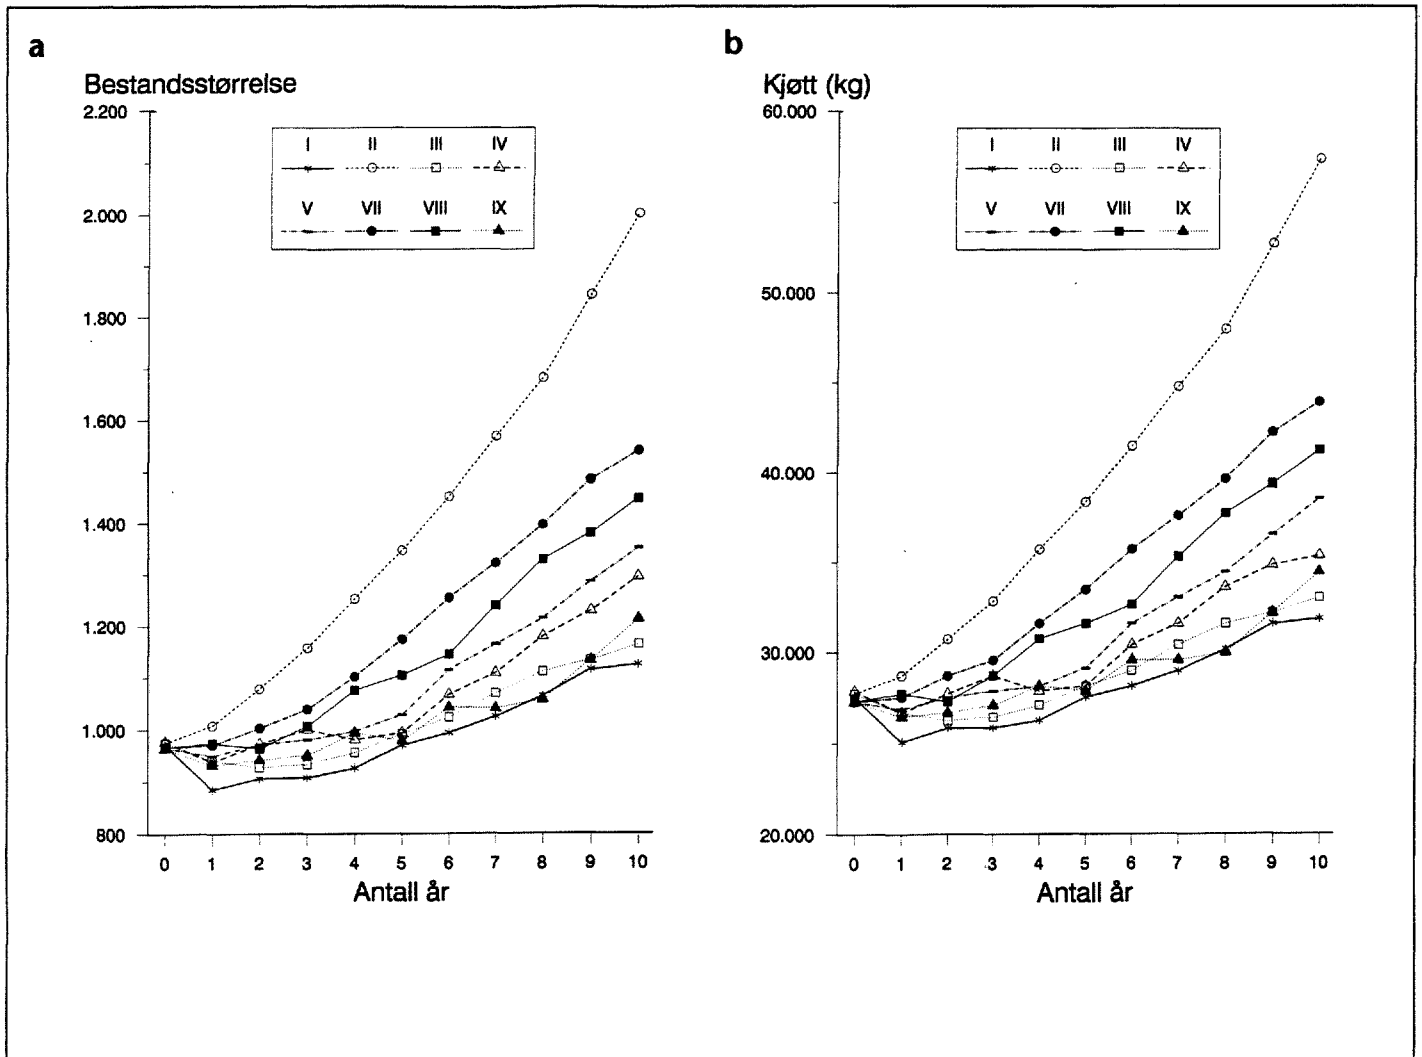 a
Bestandsstørrelse
2.200
2.000
1.800
1.600
1.400
1.200
1.000
800
I II III IV
V VII VIII IX
0 1 2 3 4 5 6 7 8 9 10
Antall år
b
Kjøtt (kg)
60.000
50.000
40.000
30.000
20.000
I II III IV
V VII VIII IX
0 1 2 3 4 5 6 7 8 9 10
Antall år